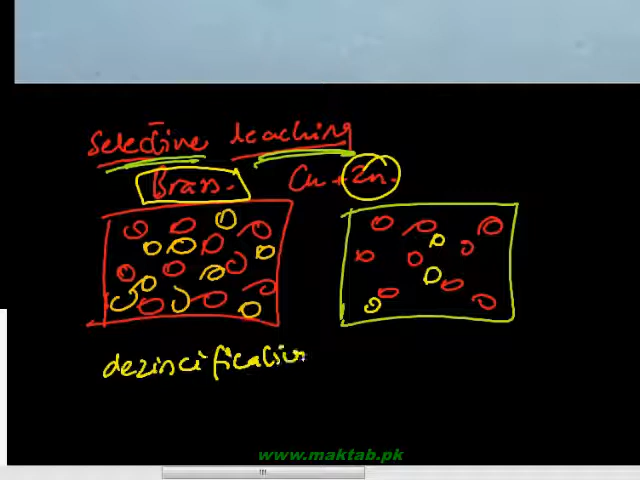 Selective leaching
Brass. Cu + Zn.
dezincification
www.maktab.pk